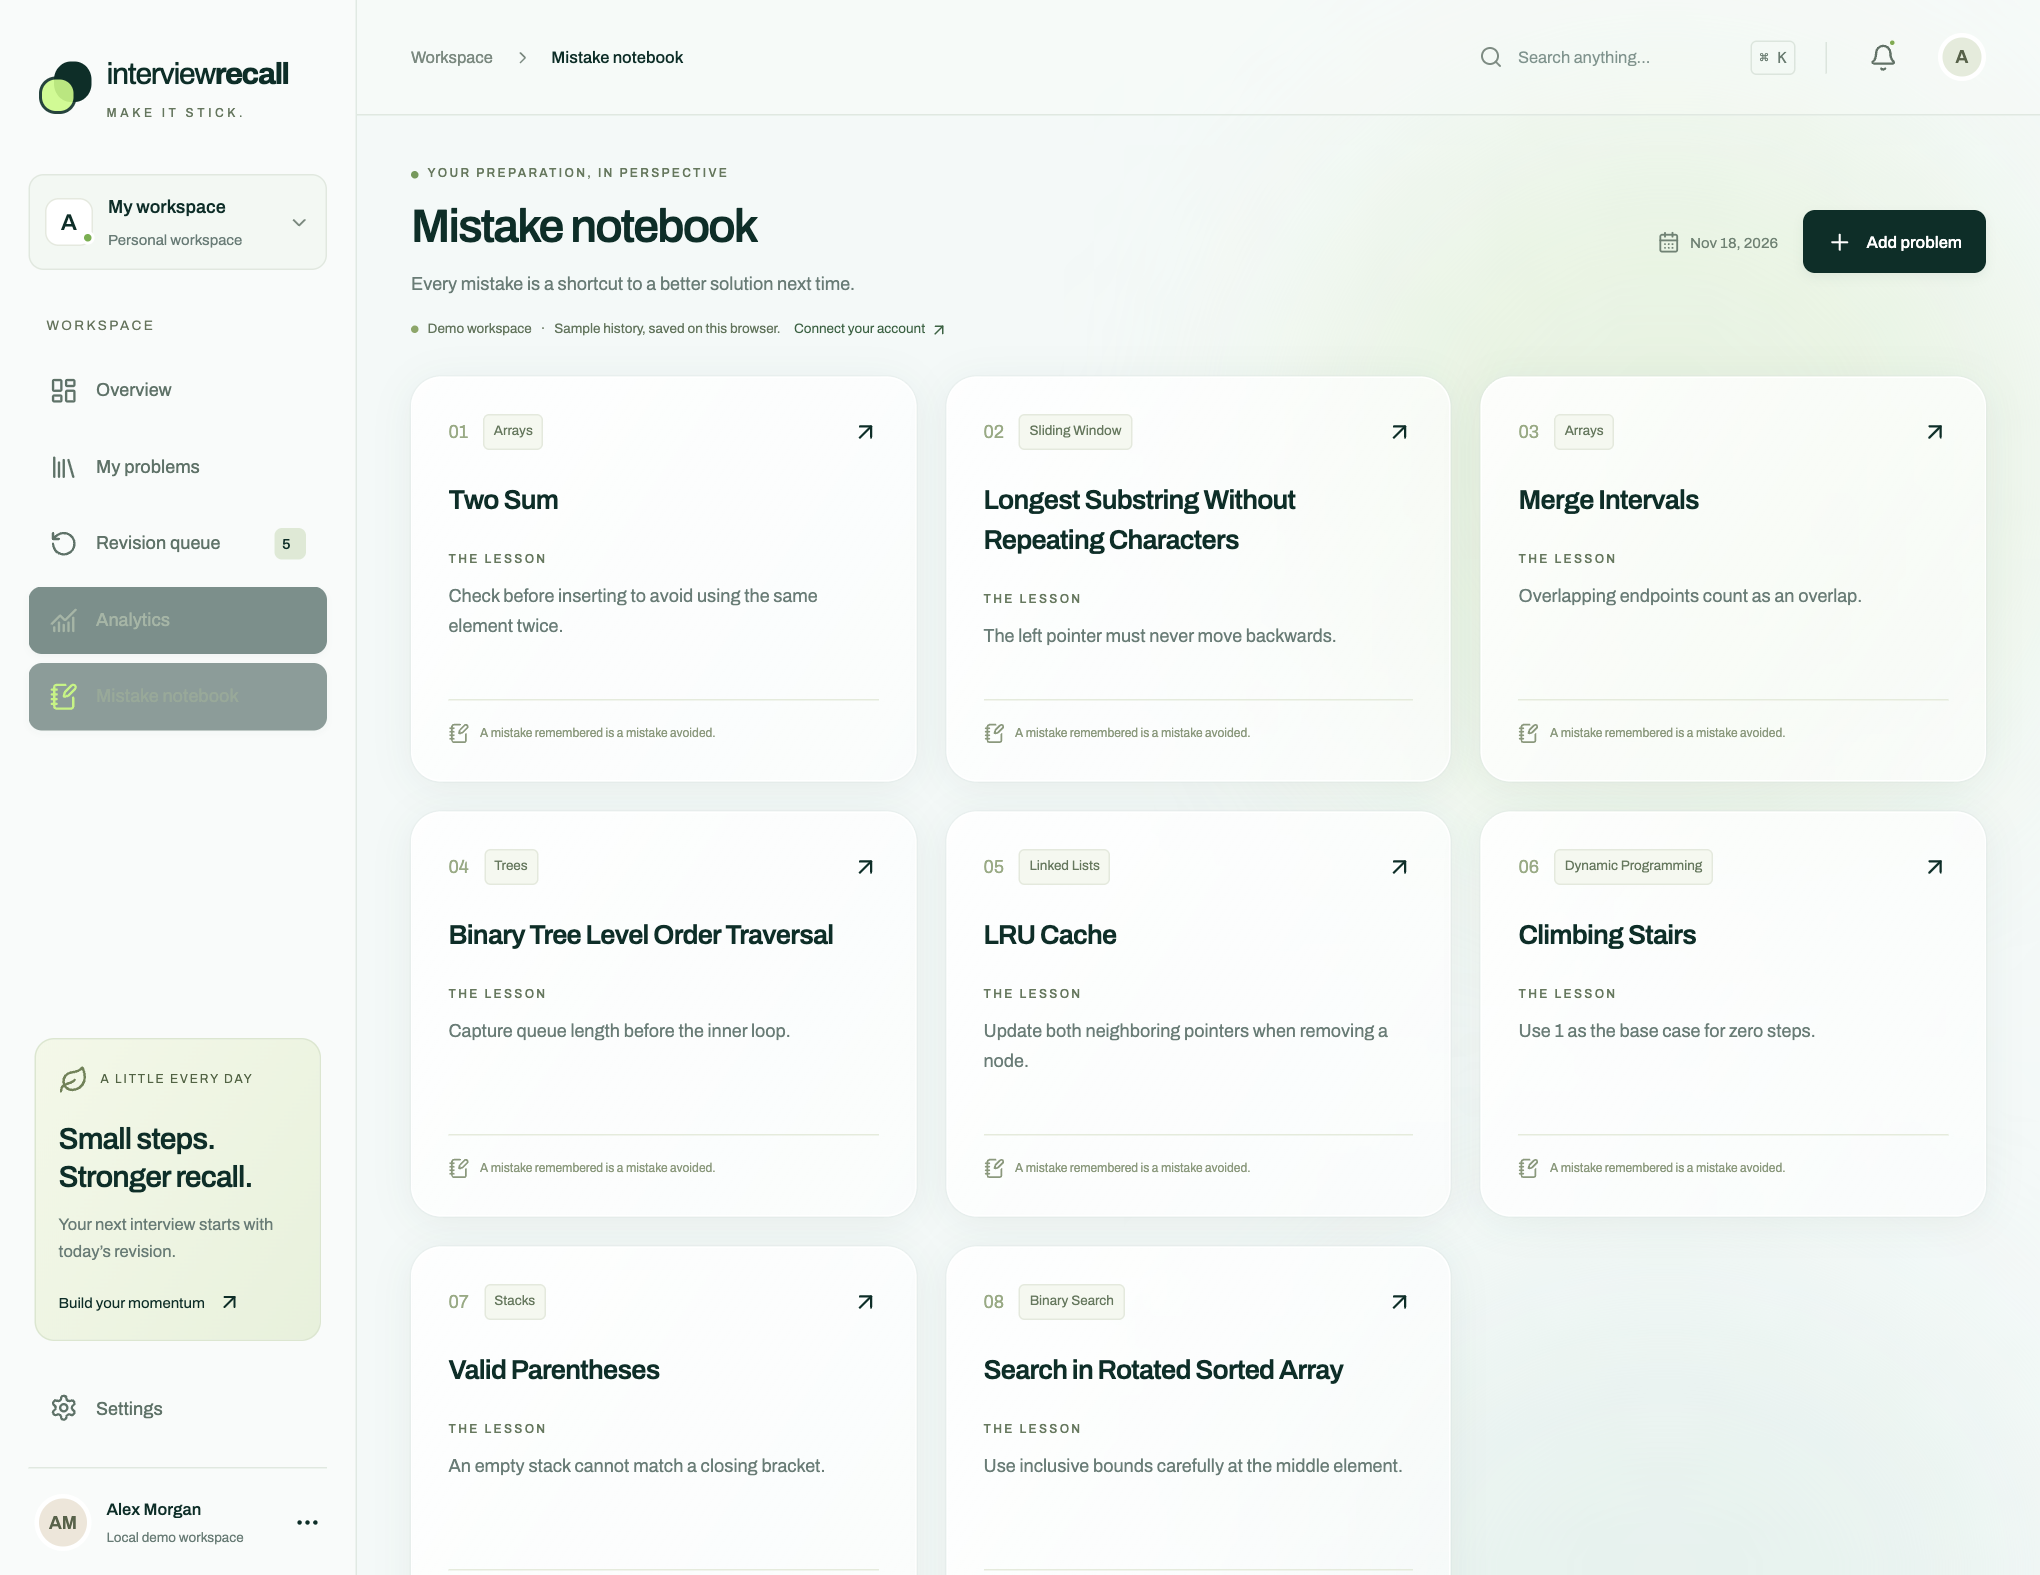 interviewrecall
MAKE IT STICK.
A
My workspace
Personal workspace
WORKSPACE
Overview
My problems
Revision queue 5
Analytics
Mistake notebook
A LITTLE EVERY DAY
Small steps.
Stronger recall.
Your next interview starts with
today's revision.
Build your momentum
Settings
AM
Alex Morgan
Local demo workspace
Workspace
Mistake notebook
Search anything...
⌘ K
A
YOUR PREPARATION, IN PERSPECTIVE
Mistake notebook
Every mistake is a shortcut to a better solution next time.
Demo workspace · Sample history, saved on this browser. Connect your account
Nov 18, 2026
Add problem
01 Arrays
Two Sum
THE LESSON
Check before inserting to avoid using the same
element twice.
A mistake remembered is a mistake avoided.
02 Sliding Window
Longest Substring Without
Repeating Characters
THE LESSON
The left pointer must never move backwards.
A mistake remembered is a mistake avoided.
03 Arrays
Merge Intervals
THE LESSON
Overlapping endpoints count as an overlap.
A mistake remembered is a mistake avoided.
04 Trees
Binary Tree Level Order Traversal
THE LESSON
Capture queue length before the inner loop.
A mistake remembered is a mistake avoided.
05 Linked Lists
LRU Cache
THE LESSON
Update both neighboring pointers when removing a
node.
A mistake remembered is a mistake avoided.
06 Dynamic Programming
Climbing Stairs
THE LESSON
Use 1 as the base case for zero steps.
A mistake remembered is a mistake avoided.
07 Stacks
Valid Parentheses
THE LESSON
An empty stack cannot match a closing bracket.
08 Binary Search
Search in Rotated Sorted Array
THE LESSON
Use inclusive bounds carefully at the middle element.